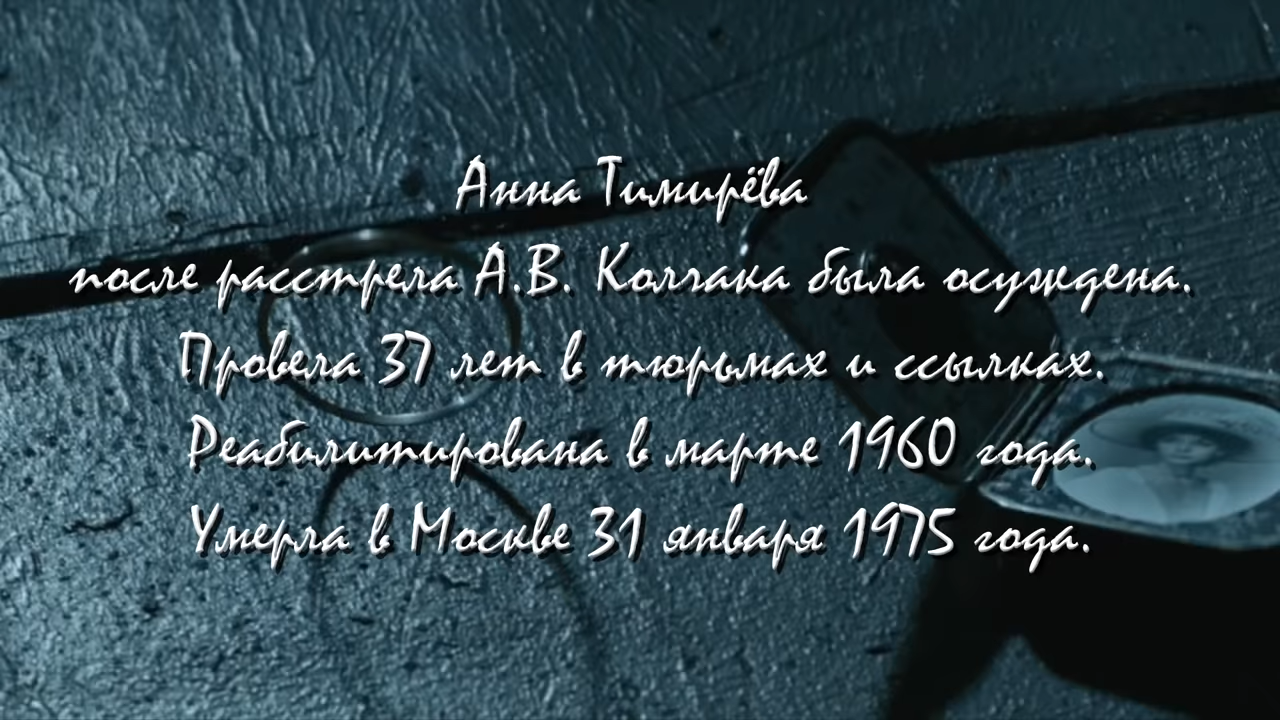 Анна Тимирёва
после расстрела А.В. Колчака была осуждена.
Провела 37 лет в тюрьмах и ссылках.
Реабилитирована в марте 1960 года.
Умерла в Москве 31 января 1975 года.